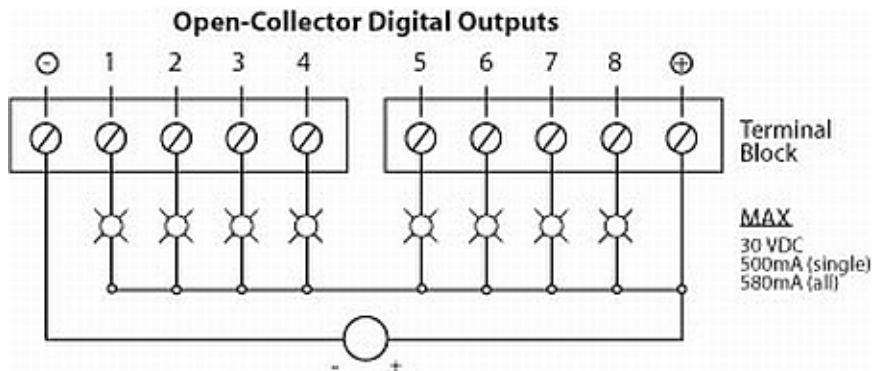 Open-Collector Digital Outputs
- 1 2 3 4 5 6 7 8 +
Terminal
Block
MAX
30 VDC
500mA (single)
580mA (all)
- +